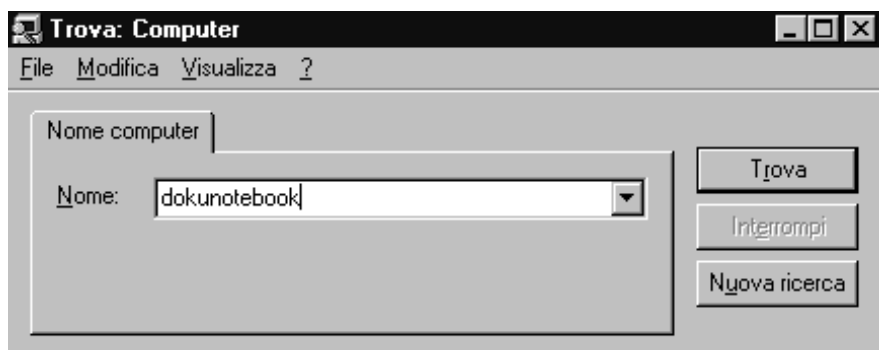 Trova: Computer
File Modifica Visualizza ?
Nome computer
Nome: dokunotebook
Trova
Interrompi
Nuova ricerca